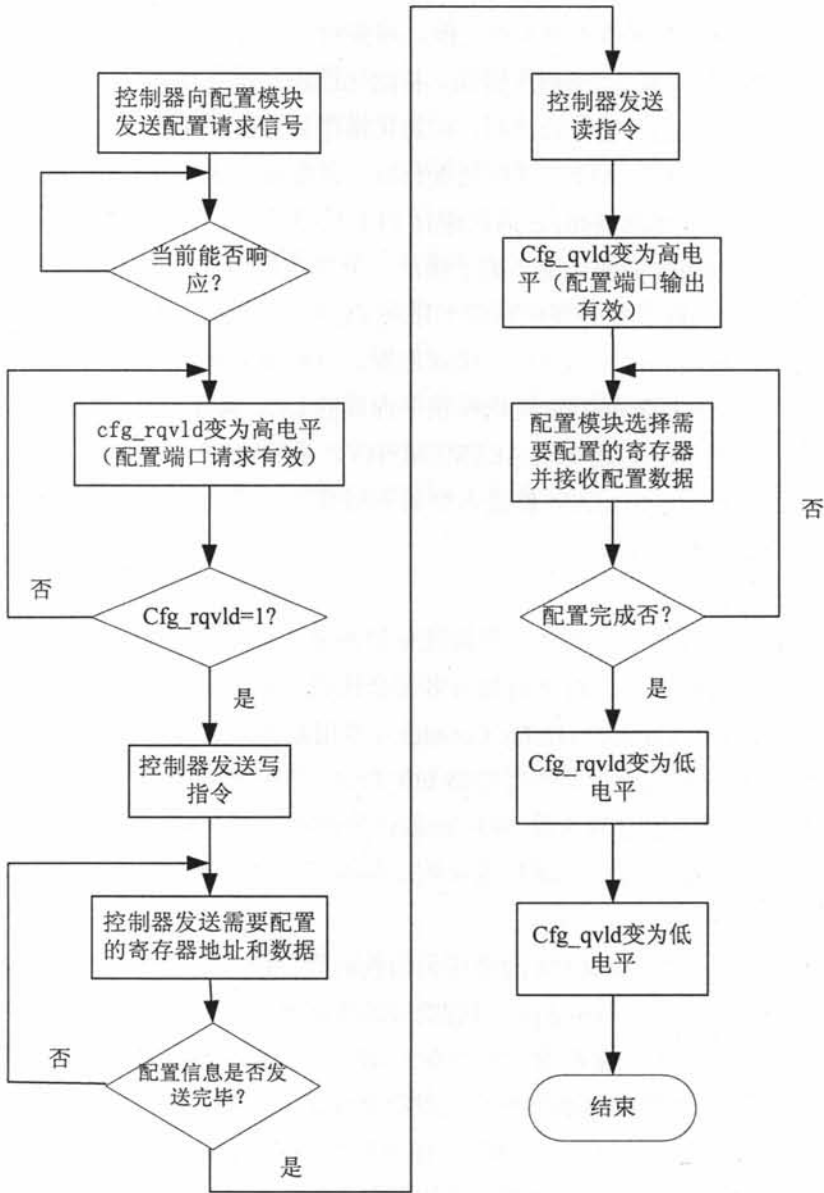 控制器向配置模块
发送配置请求信号
当前能否响
应？
cfg_rqvld变为高电平
（配置端口请求有效）
否
Cfg_rqvld=1?
是
控制器发送写
指令
控制器发送需要配置
的寄存器地址和数据
否
配置信息是否发
送完毕？
是
控制器发送
读指令
Cfg_qvld变为高电
平（配置端口输出
有效）
配置模块选择需
要配置的寄存器
并接收配置数据
否
配置完成否？
是
Cfg_rqvld变为低
电平
Cfg_qvld变为低
电平
结束